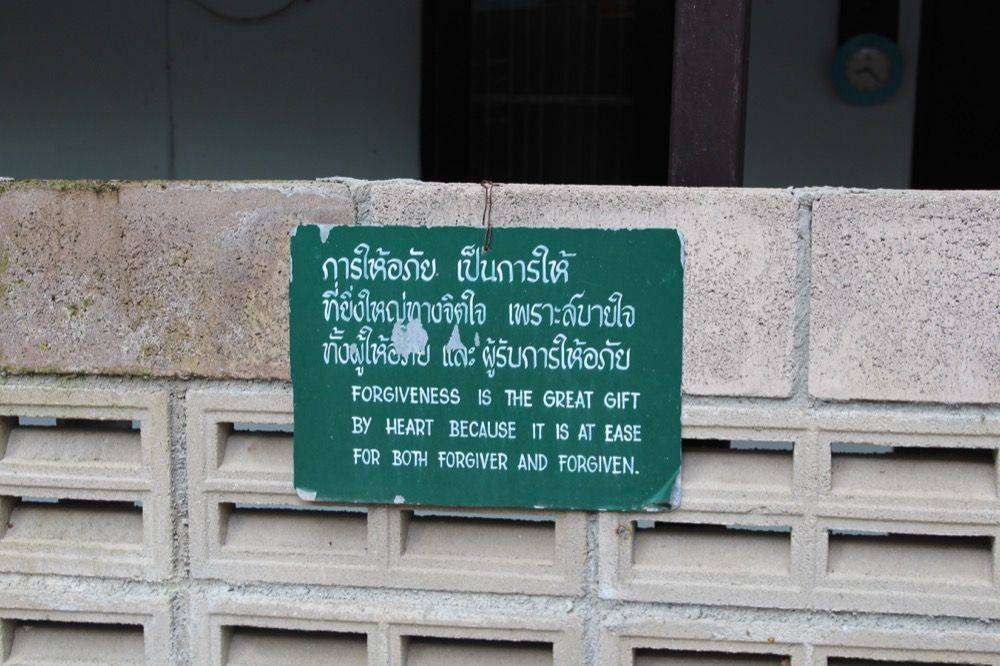 การให้อภัย เป็นการให้
ที่ยิ่งใหญ่ทางจิตใจ เพราะสบายใจ
ทั้งผู้ให้อภัย และ ผู้รับการให้อภัย
FORGIVENESS IS THE GREAT GIFT
BY HEART BECAUSE IT IS AT EASE
FOR BOTH FORGIVER AND FORGIVEN.